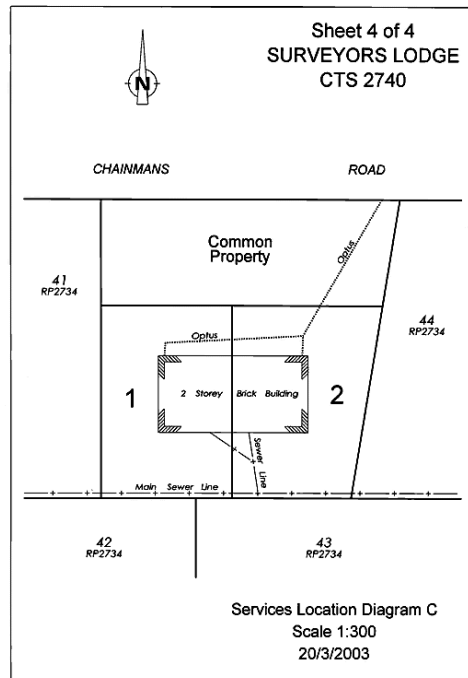 Sheet 4 of 4
SURVEYORS LODGE
CTS 2740
N
CHAINMANS ROAD
Common
Property
41
RP2734
Optus
44
RP2734
Optus
1
2 Storey Brick Building
2
Sewer Line
Main Sewer Line
42
RP2734
43
RP2734
Services Location Diagram C
Scale 1:300
20/3/2003